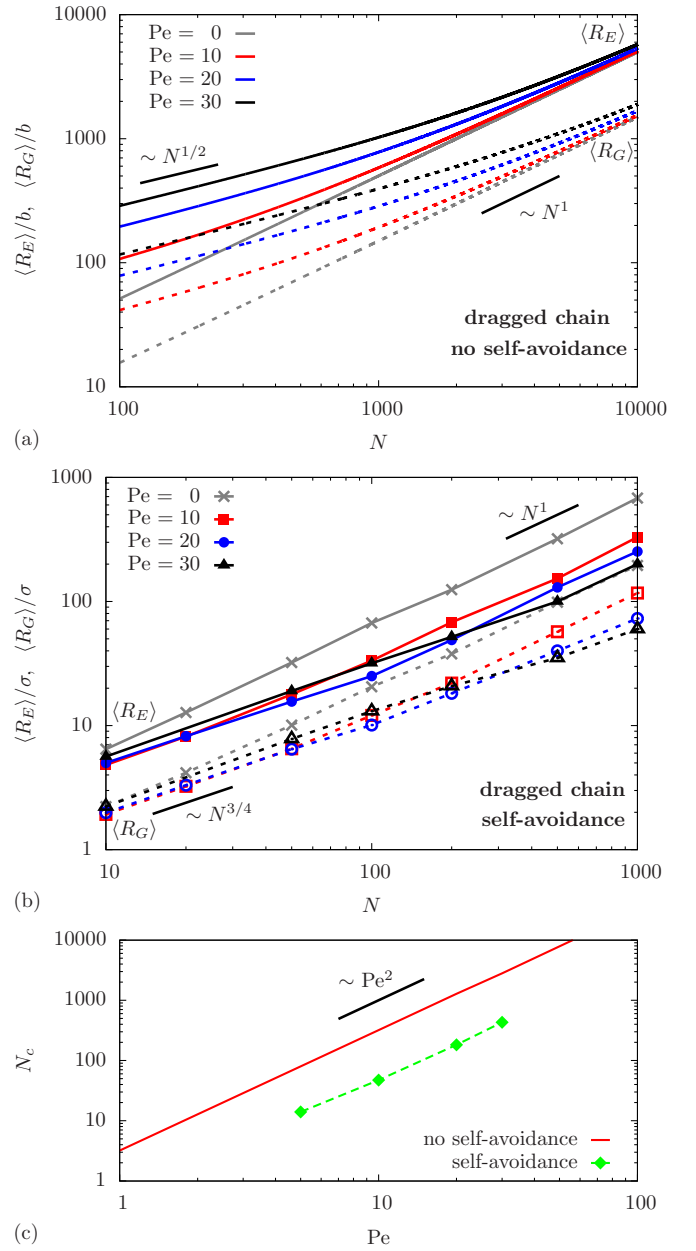 ⟨R_E⟩/b, ⟨R_G⟩/b
1000
100
10
Pe = 0
Pe = 10
Pe = 20
Pe = 30
∼ N^{1/2}
⟨R_E⟩
⟨R_G⟩
∼ N^1
dragged chain
no self-avoidance
100
1000
10000
(a)
N
⟨R_E⟩/σ, ⟨R_G⟩/σ
1000
100
10
1
Pe = 0
Pe = 10
Pe = 20
Pe = 30
∼ N^1
⟨R_E⟩
⟨R_G⟩
∼ N^{3/4}
dragged chain
self-avoidance
10
100
1000
(b)
N
N_c
10000
1000
100
10
1
∼ Pe^2
no self-avoidance
self-avoidance
1
10
100
(c)
Pe